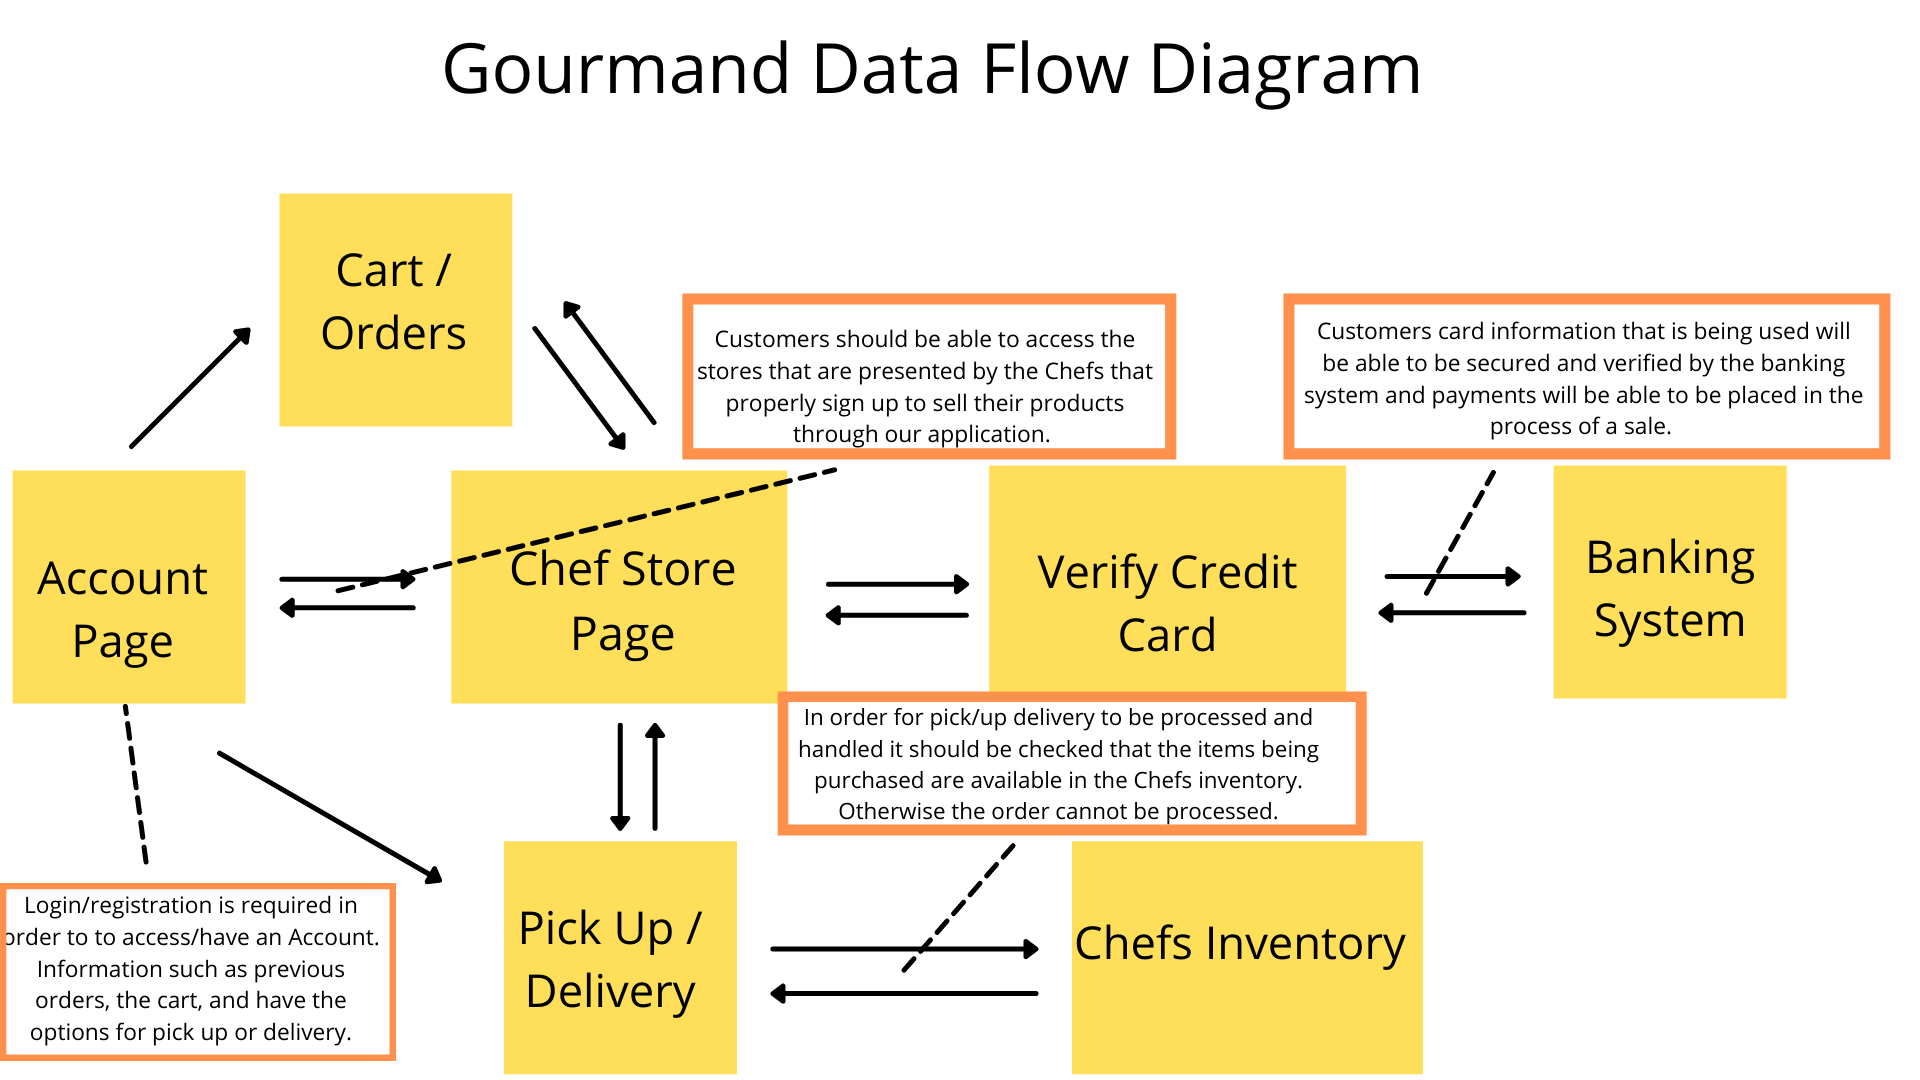 Gourmand Data Flow Diagram
Cart /
Orders
Customers should be able to access the
stores that are presented by the Chefs that
properly sign up to sell their products
through our application.
Customers card information that is being used will
be able to be secured and verified by the banking
system and payments will be able to be placed in the
process of a sale.
Account
Page
Chef Store
Page
Verify Credit
Card
Banking
System
In order for pick/up delivery to be processed and
handled it should be checked that the items being
purchased are available in the Chefs inventory.
Otherwise the order cannot be processed.
Login/registration is required in
order to to access/have an Account.
Information such as previous
orders, the cart, and have the
options for pick up or delivery.
Pick Up /
Delivery
Chefs Inventory